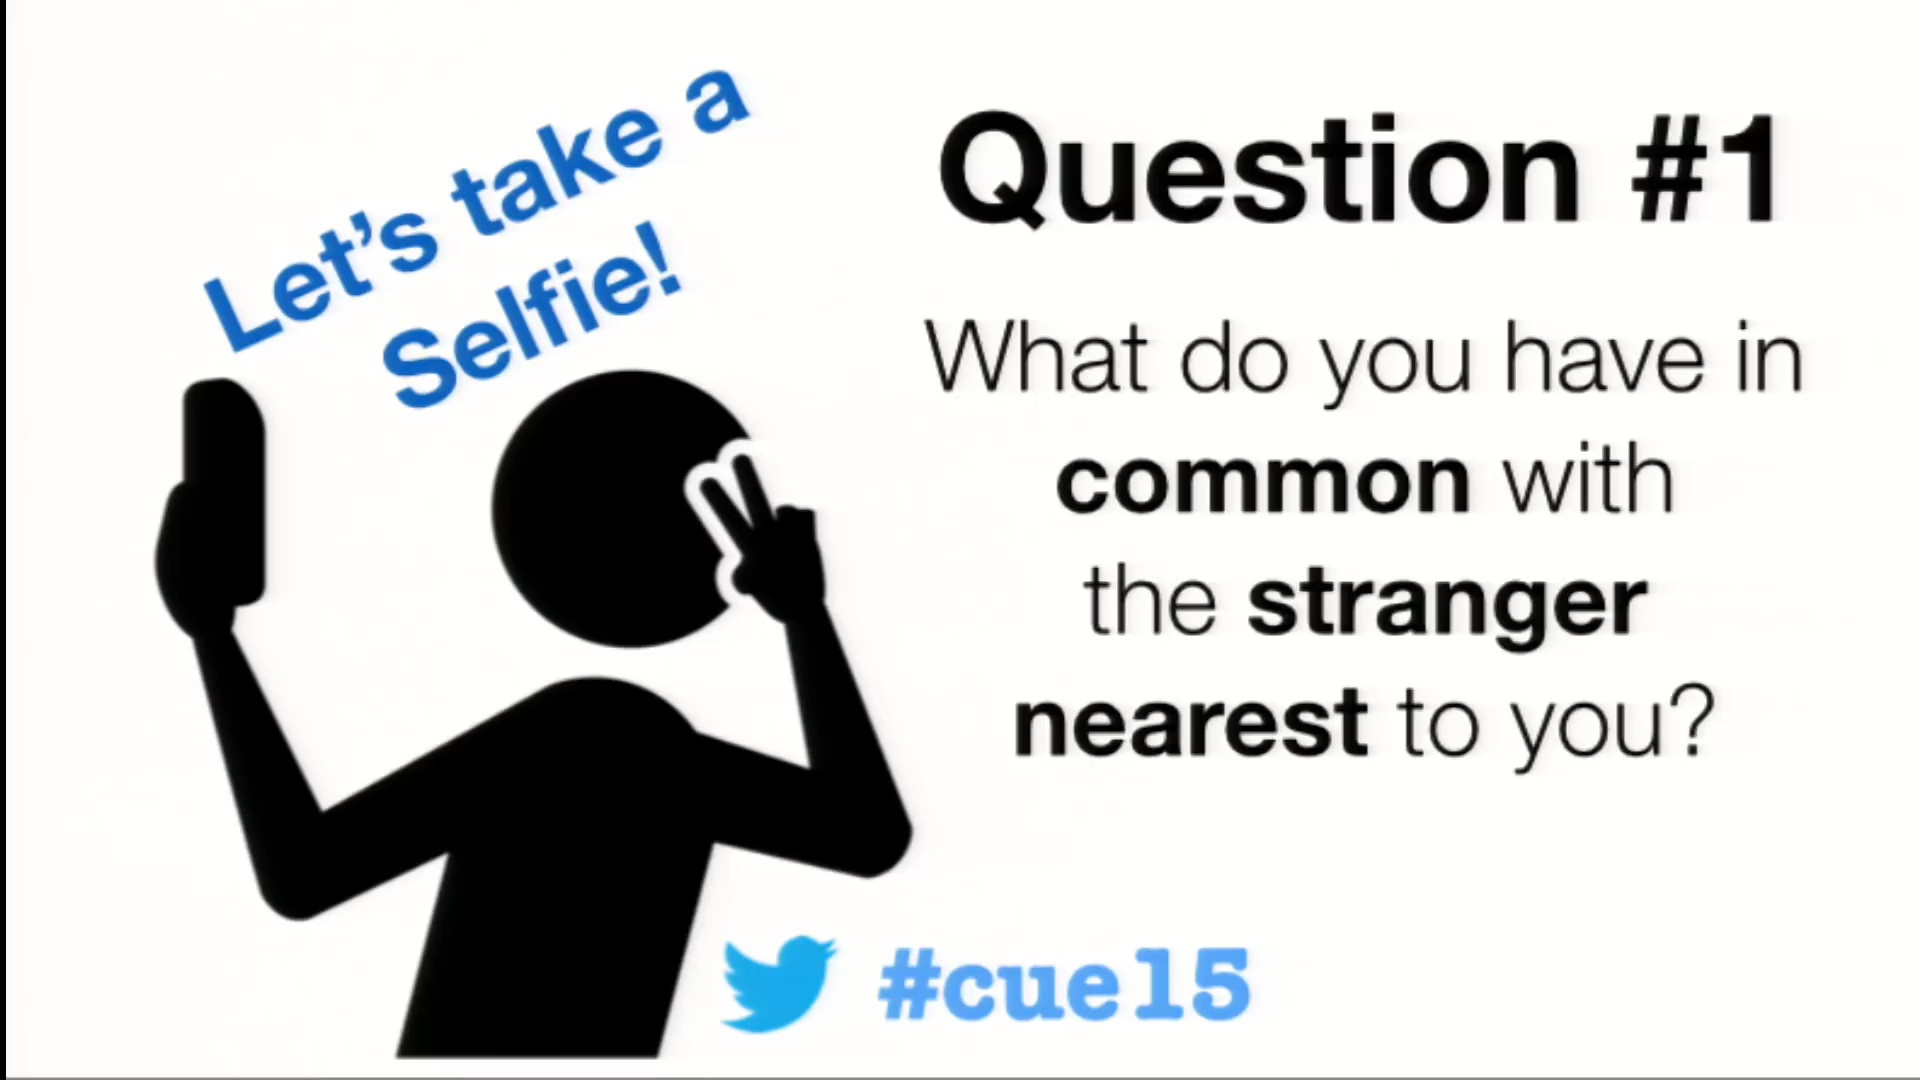 Let's take a
Selfie!
Question #1
What do you have in
common with
the stranger
nearest to you?
#cue15